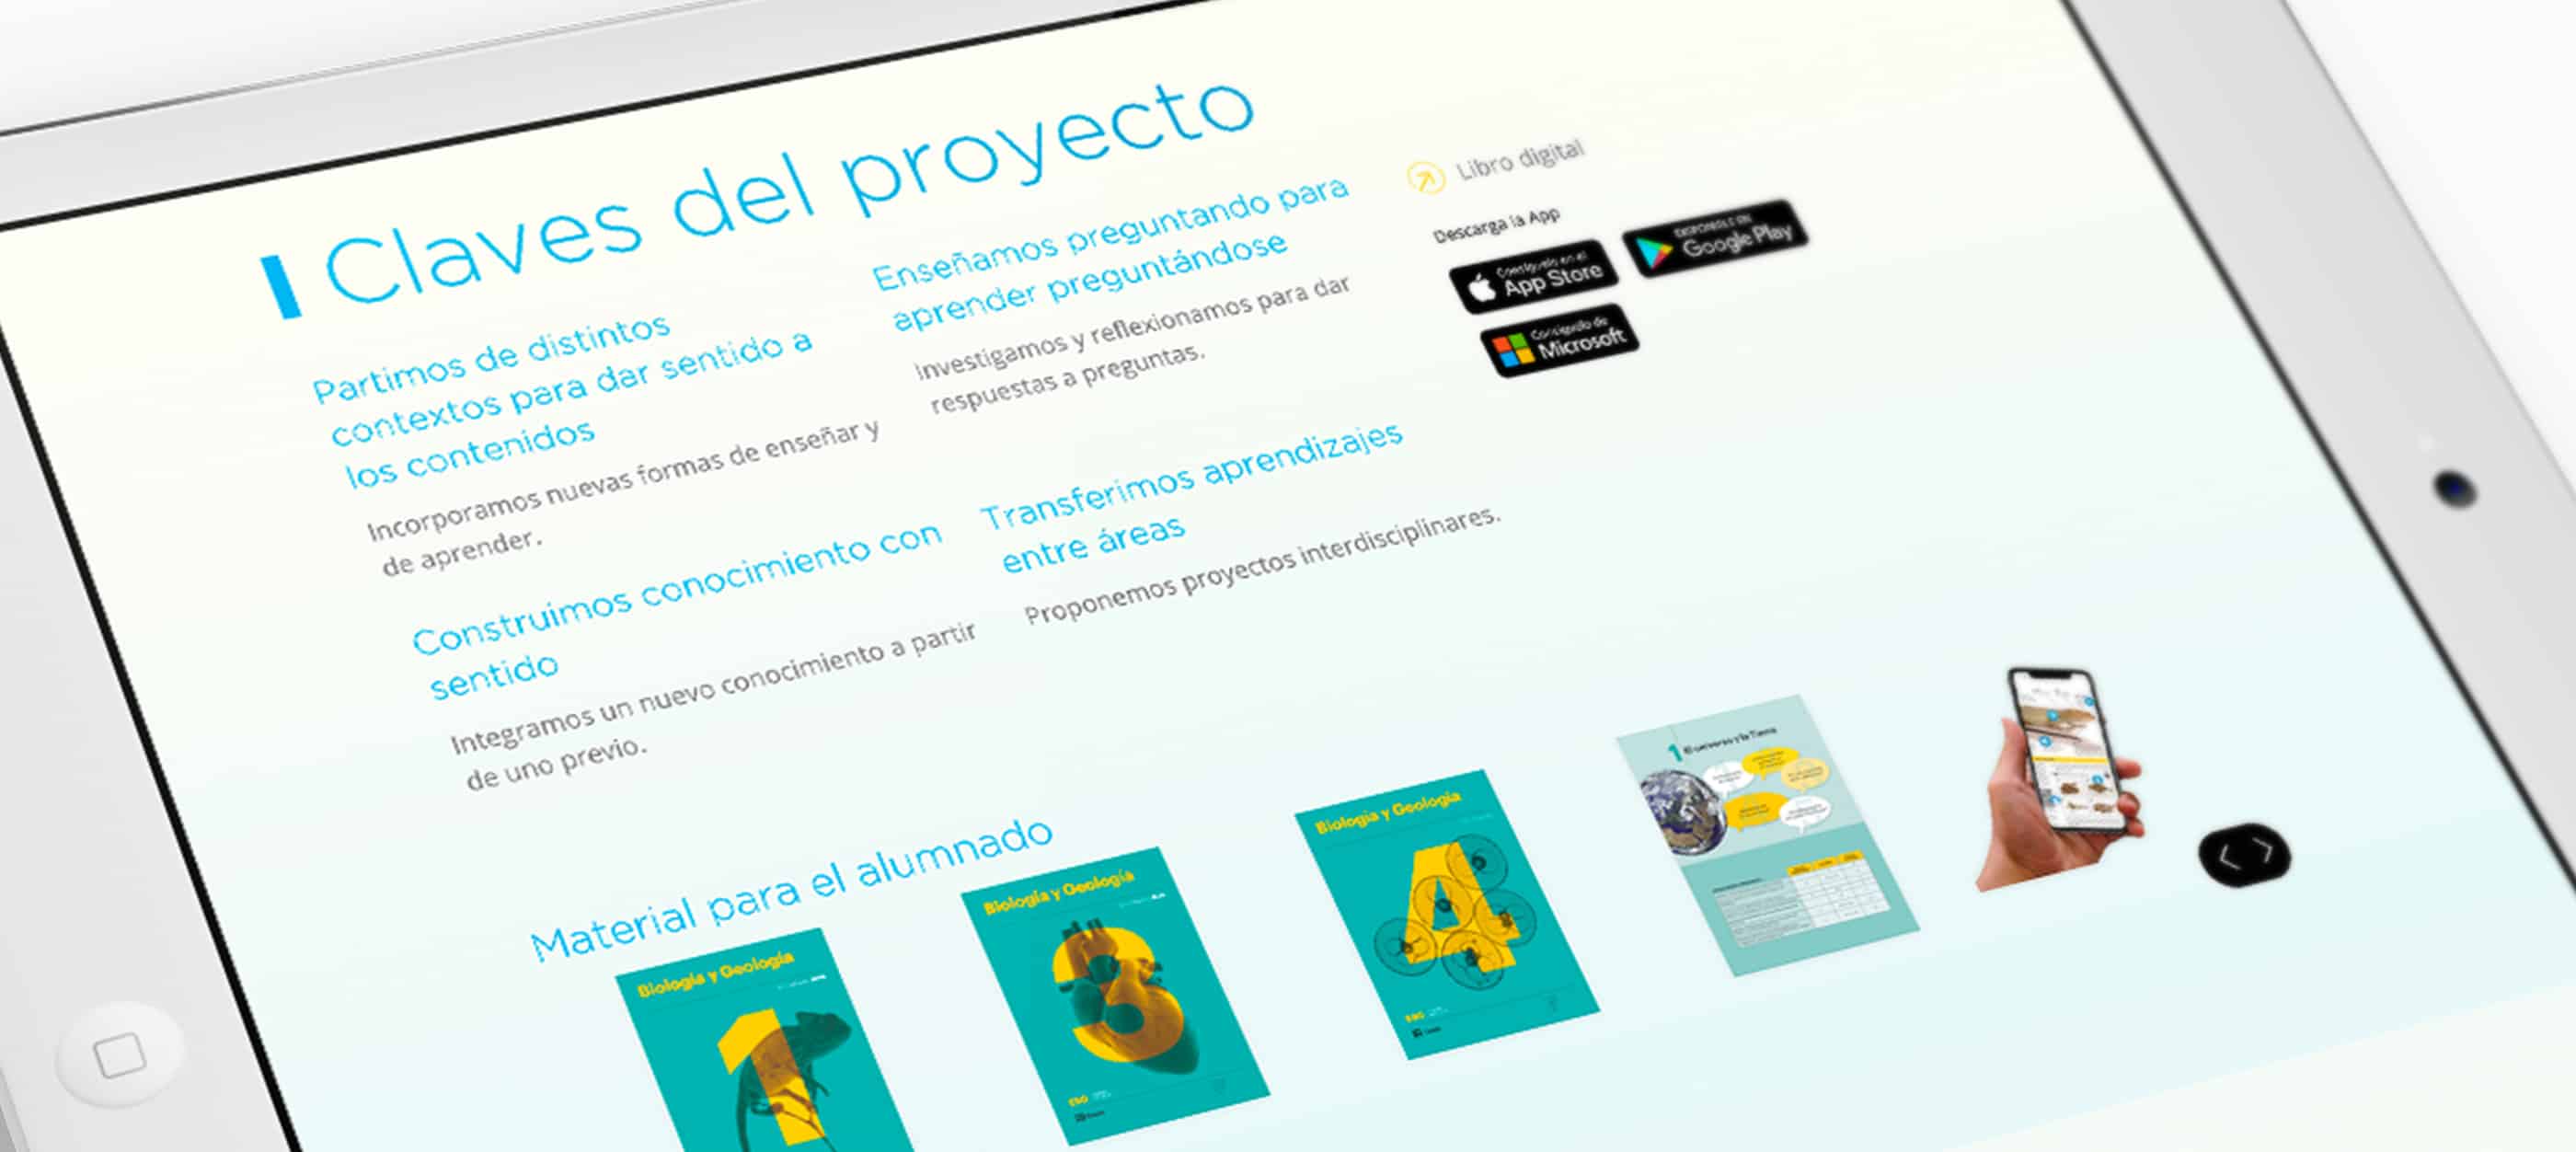 Claves del proyecto
Partimos de distintos
contextos para dar sentido a
los contenidos
Incorporamos nuevas formas de enseñar y
de aprender.
Enseñamos preguntando para
aprender preguntándose
Investigamos y reflexionamos para dar
respuestas a preguntas.
Construimos conocimiento con
sentido
Integramos un nuevo conocimiento a partir
de uno previo.
Transferimos aprendizajes
entre áreas
Proponemos proyectos interdisciplinares.
Libro digital
Descarga la App
Consíguelo en el
App Store
DISPONIBLE EN
Google Play
Consíguelo de
Microsoft
Material para el alumnado
Biología y Geología
1
Biología y Geología
3
ESO
Biología y Geología
4
ESO
1 El universo y la Tierra